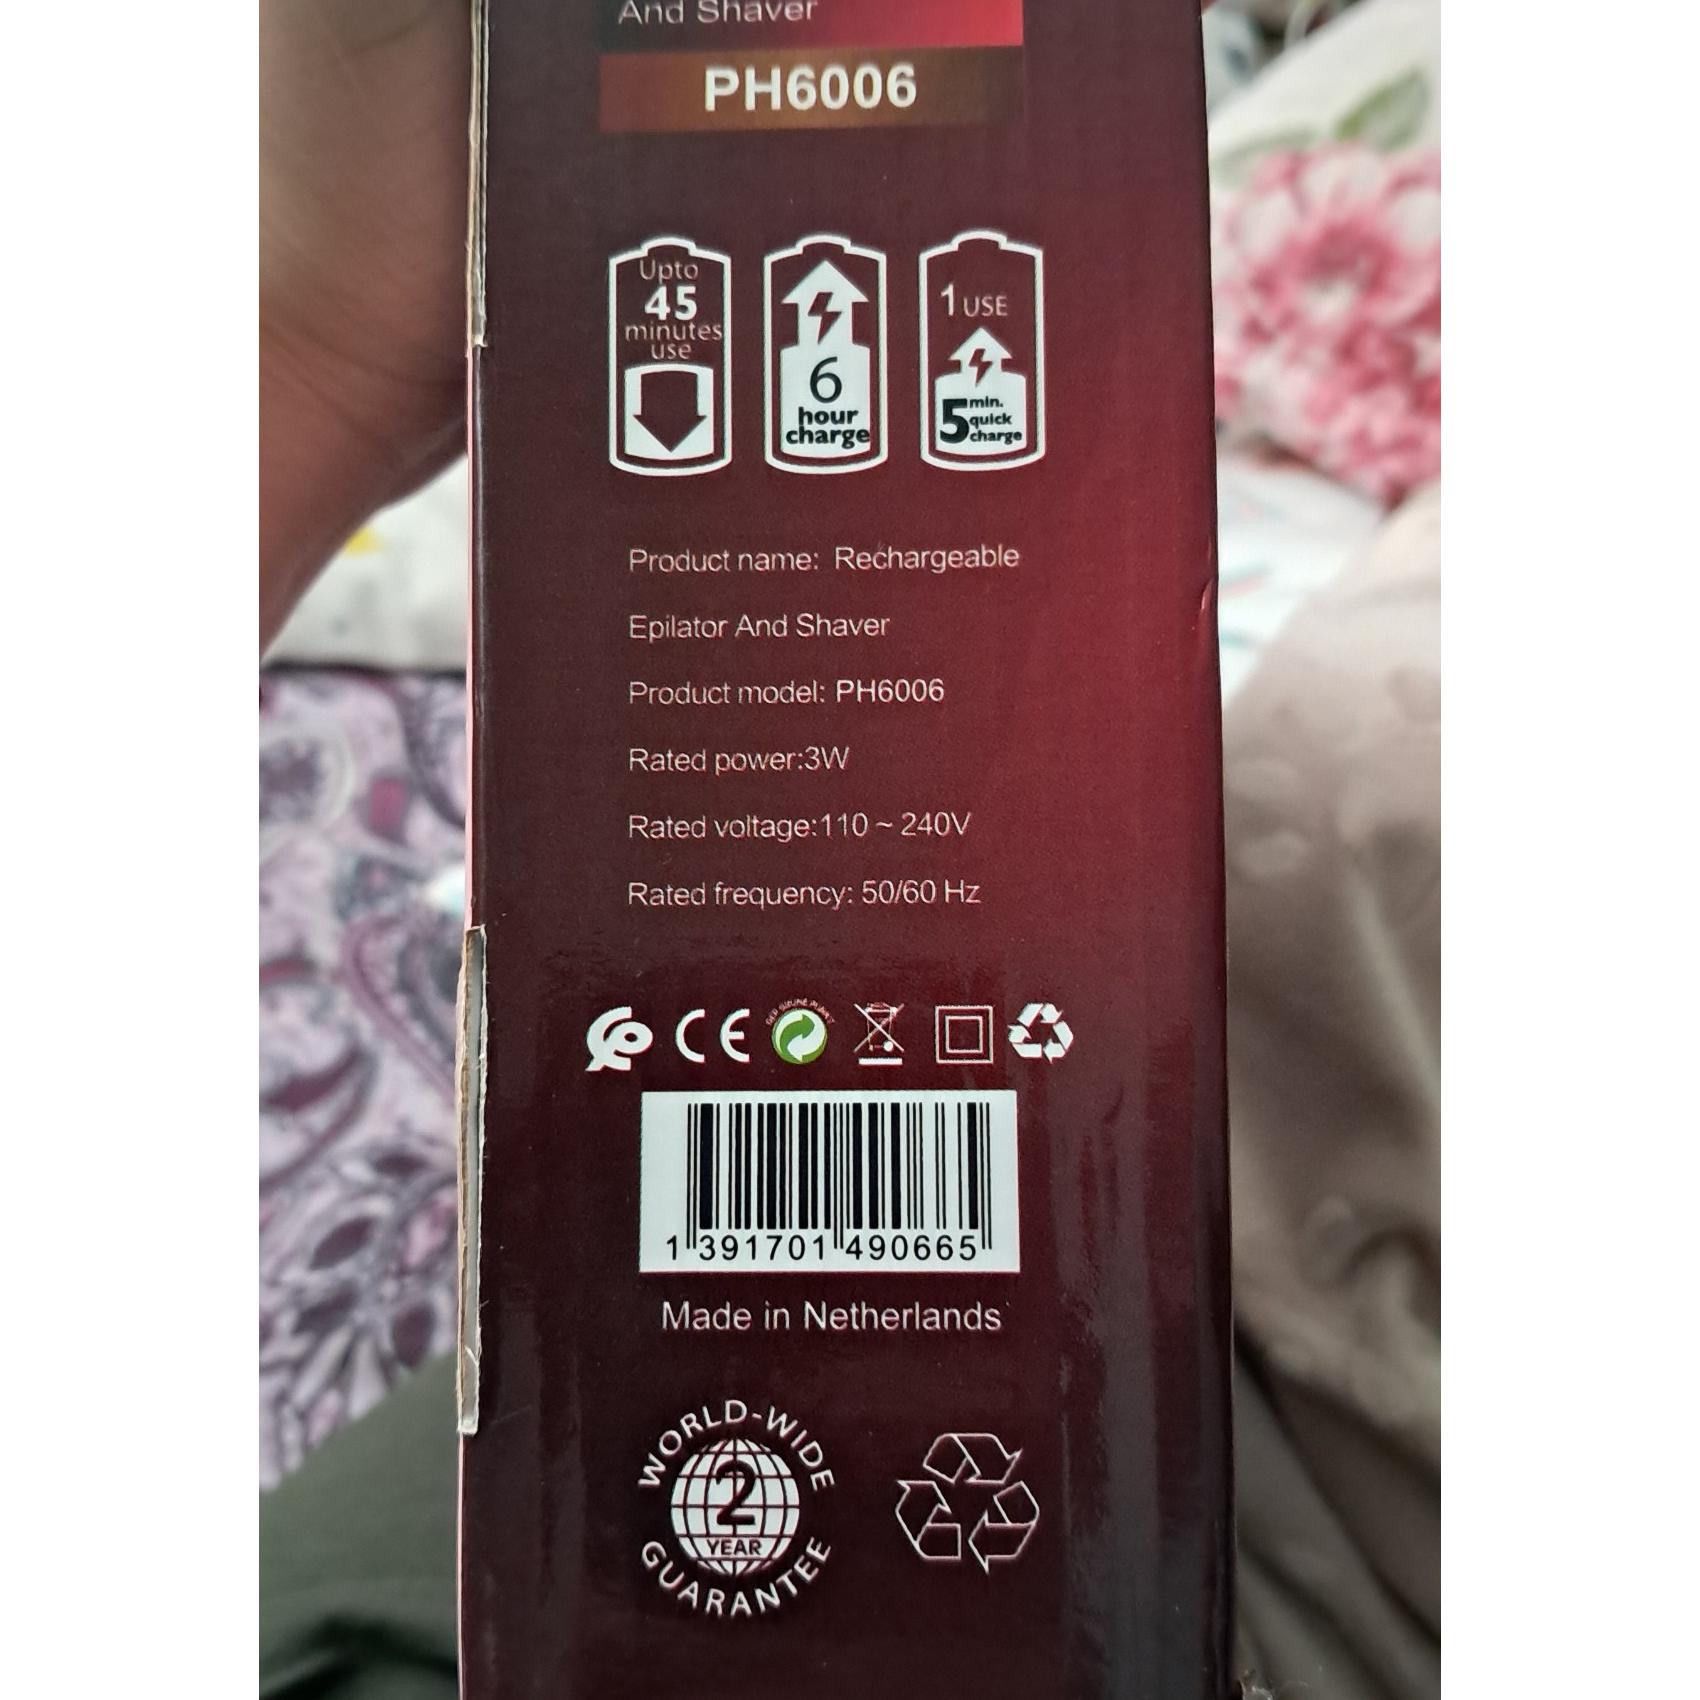 And Shaver
PH6006
Upto
45
minutes
use
6
hour
charge
1 USE
5 min.
quick
charge
Product name: Rechargeable
Epilator And Shaver
Product model: PH6006
Rated power:3W
Rated voltage:110 ~ 240V
Rated frequency: 50/60 Hz
CE
1 391701 490665
Made in Netherlands
WORLD-WIDE
2
YEAR
GUARANTEE